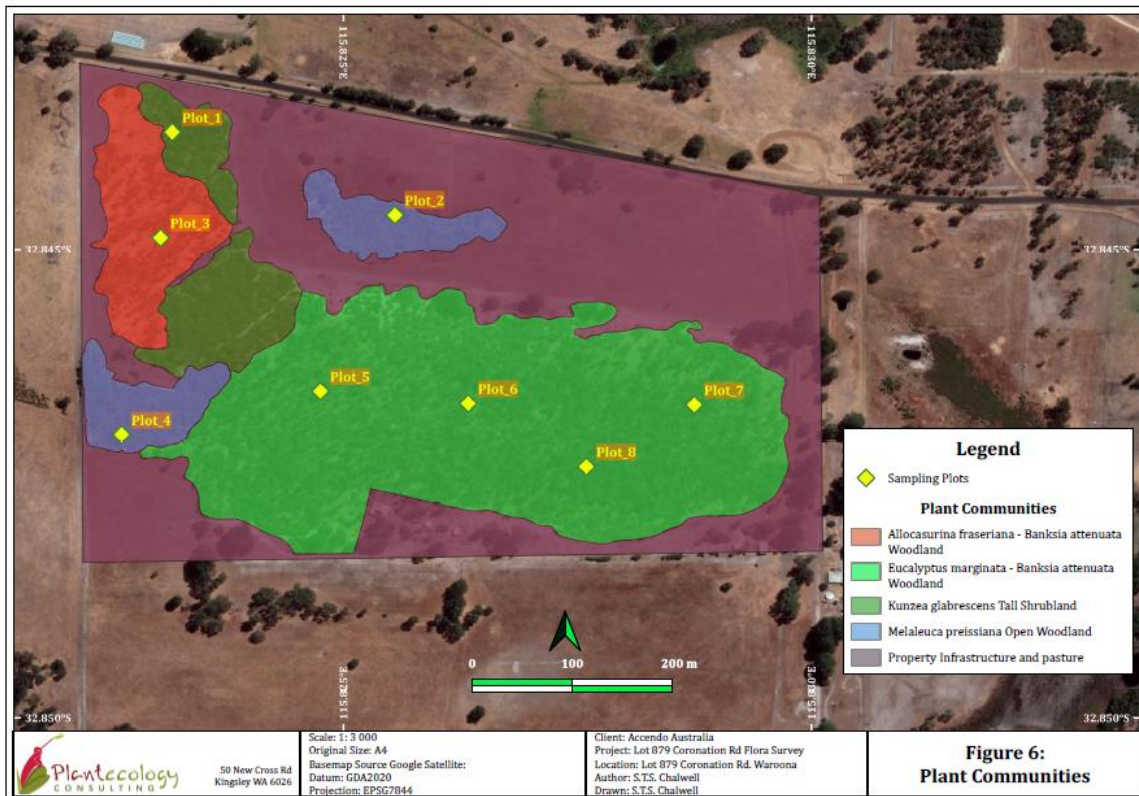 115.825°E
115.830°E
Plot_1
Plot_2
Plot_3
32.845°S
32.845°S
Plot_5
Plot_6
Plot_7
Plot_4
Plot_8
Legend
Sampling Plots
Plant Communities
Allocasurina fraseriana - Banksia attenuata
Woodland
Eucalyptus marginata - Banksia attenuata
Woodland
Kunzea glabrescens Tall Shrubland
Melaleuca preissiana Open Woodland
Property Infrastructure and pasture
0 100 200 m
32.850°S
115.825°E
115.830°E
32.850°S
Plantecology
CONSULTING
50 New Cross Rd
Kingsley WA 6026
Scale: 1: 3 000
Original Size: A4
Basemap Source Google Satellite:
Datum: GDA2020
Projection: EPSG7844
Client: Accendo Australia
Project: Lot 879 Coronation Rd Flora Survey
Location: Lot 879 Coronation Rd. Waroona
Author: S.T.S. Chalwell
Drawn: S.T.S. Chalwell
Figure 6:
Plant Communities